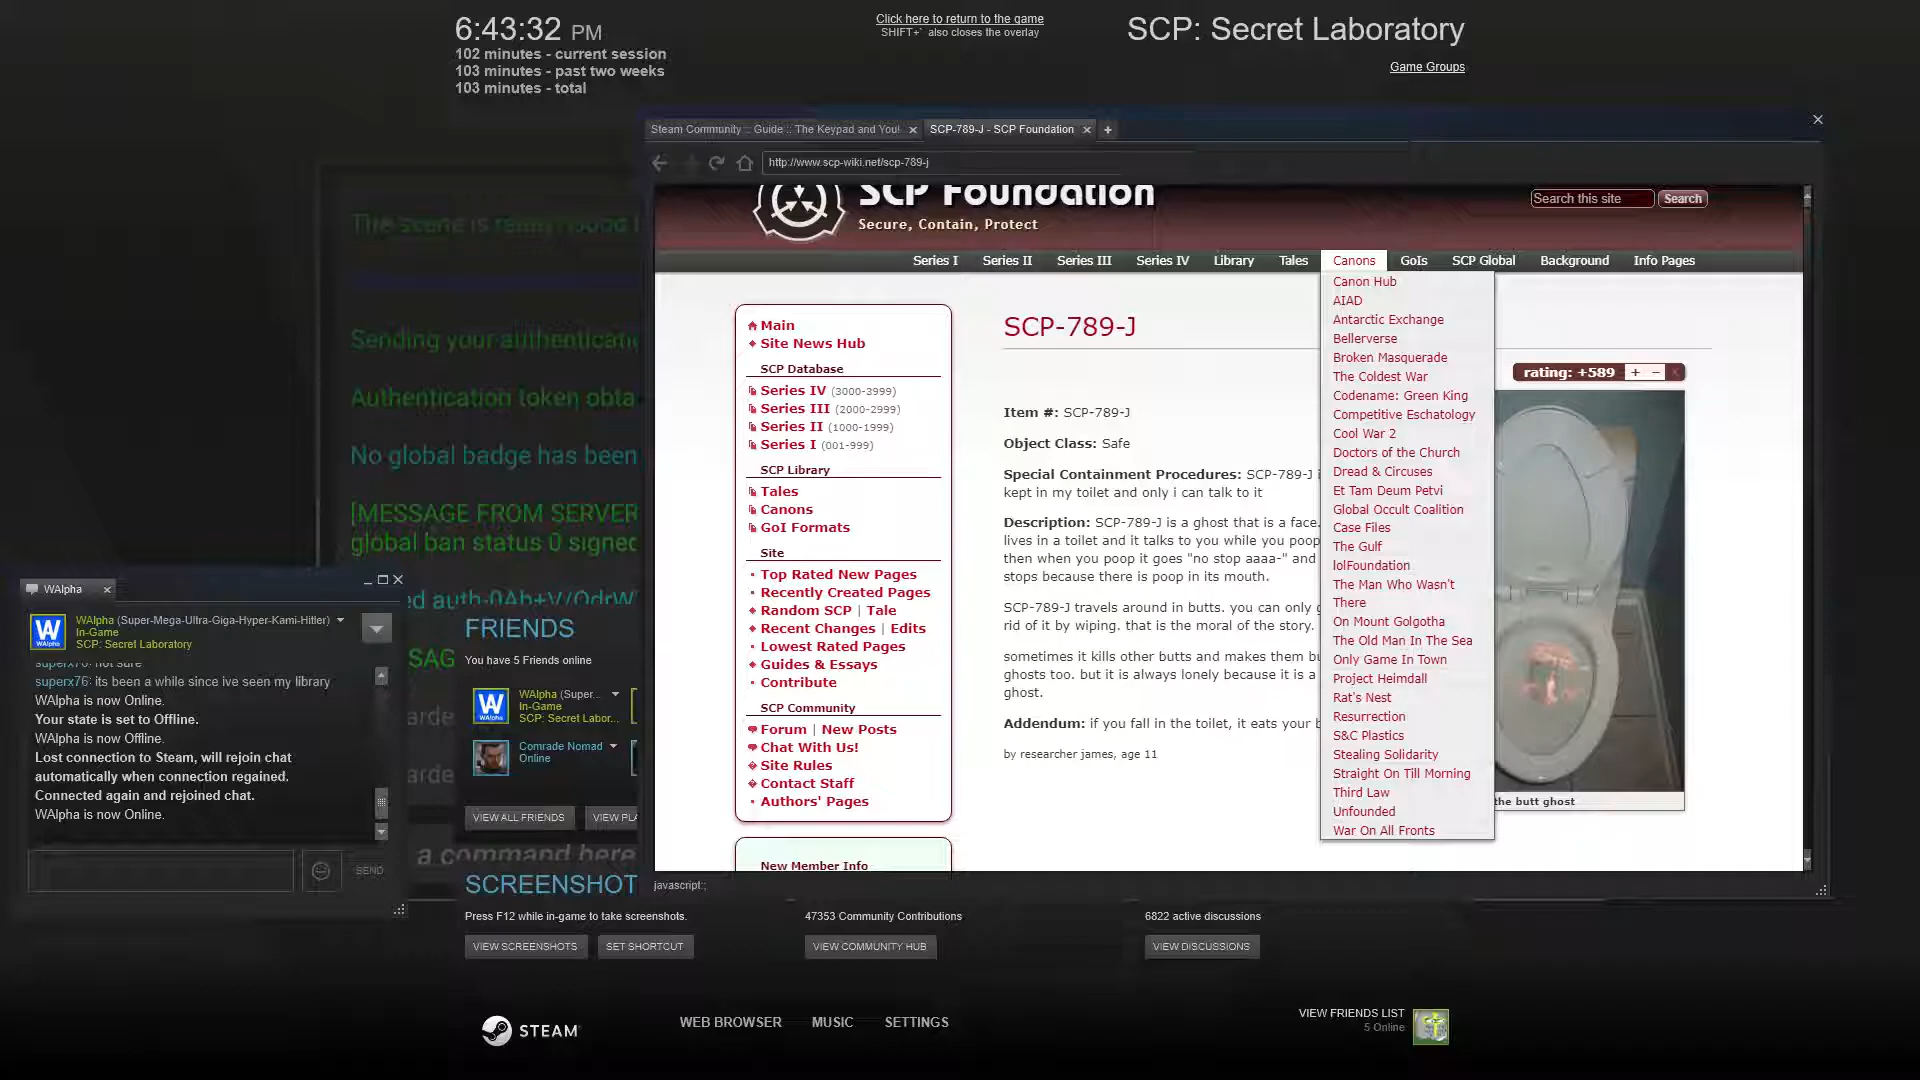 6:43:32 PM
102 minutes - current session
103 minutes - past two weeks
103 minutes - total
Click here to return to the game
SHIFT+` also closes the overlay
SCP: Secret Laboratory
Game Groups
Steam Community :: Guide :: The Keypad and You!
SCP-789-J - SCP Foundation
http://www.scp-wiki.net/scp-789-j
SCP Foundation
Secure, Contain, Protect
Search this site
Search
Series I
Series II
Series III
Series IV
Library
Tales
Canons
GoIs
SCP Global
Background
Info Pages
Canon Hub
AIAD
Antarctic Exchange
Bellerverse
Broken Masquerade
The Coldest War
Codename: Green King
Competitive Eschatology
Cool War 2
Doctors of the Church
Dread & Circuses
Et Tam Deum Petvi
Global Occult Coalition
Case Files
The Gulf
lolFoundation
The Man Who Wasn't
There
On Mount Golgotha
The Old Man In The Sea
Only Game In Town
Project Heimdall
Rat's Nest
Resurrection
S&C Plastics
Stealing Solidarity
Straight On Till Morning
Third Law
Unfounded
War On All Fronts
Main
Site News Hub
SCP Database
Series IV (3000-3999)
Series III (2000-2999)
Series II (1000-1999)
Series I (001-999)
SCP Library
Tales
Canons
GoI Formats
Site
Top Rated New Pages
Recently Created Pages
Random SCP | Tale
Recent Changes | Edits
Lowest Rated Pages
Guides & Essays
Contribute
SCP Community
Forum | New Posts
Chat With Us!
Site Rules
Contact Staff
Authors' Pages
New Member Info
SCP-789-J
rating: +589 + − x
Item #: SCP-789-J
Object Class: Safe
Special Containment Procedures: SCP-789-J
kept in my toilet and only i can talk to it
Description: SCP-789-J is a ghost that is a face.
lives in a toilet and it talks to you while you poop
then when you poop it goes "no stop aaaa-" and
stops because there is poop in its mouth.
SCP-789-J travels around in butts. you can only
rid of it by wiping. that is the moral of the story.
sometimes it kills other butts and makes them
ghosts too. but it is always lonely because it is a
ghost.
Addendum: if you fall in the toilet, it eats your
by researcher james, age 11
the butt ghost
javascript:;
The scene is
Sending your authentication
Authentication token
No global badge has been
[MESSAGE FROM SERVER
global ban status 0 signed
a command here
WAlpha
WAlpha (Super-Mega-Ultra-Giga-Hyper-Kami-Hitler)
In-Game
SCP: Secret Laboratory
superx76: not sure
superx76: its been a while since ive seen my library
WAlpha is now Online.
Your state is set to Offline.
WAlpha is now Offline.
Lost connection to Steam, will rejoin chat
automatically when connection regained.
Connected again and rejoined chat.
WAlpha is now Online.
SEND
FRIENDS
You have 5 Friends online
WAlpha (Super...
In-Game
SCP: Secret Labor...
Comrade Nomad
Online
VIEW ALL FRIENDS
VIEW PLA
SCREENSHOT
Press F12 while in-game to take screenshots.
VIEW SCREENSHOTS
SET SHORTCUT
47353 Community Contributions
VIEW COMMUNITY HUB
6822 active discussions
VIEW DISCUSSIONS
STEAM
WEB BROWSER
MUSIC
SETTINGS
VIEW FRIENDS LIST
5 Online